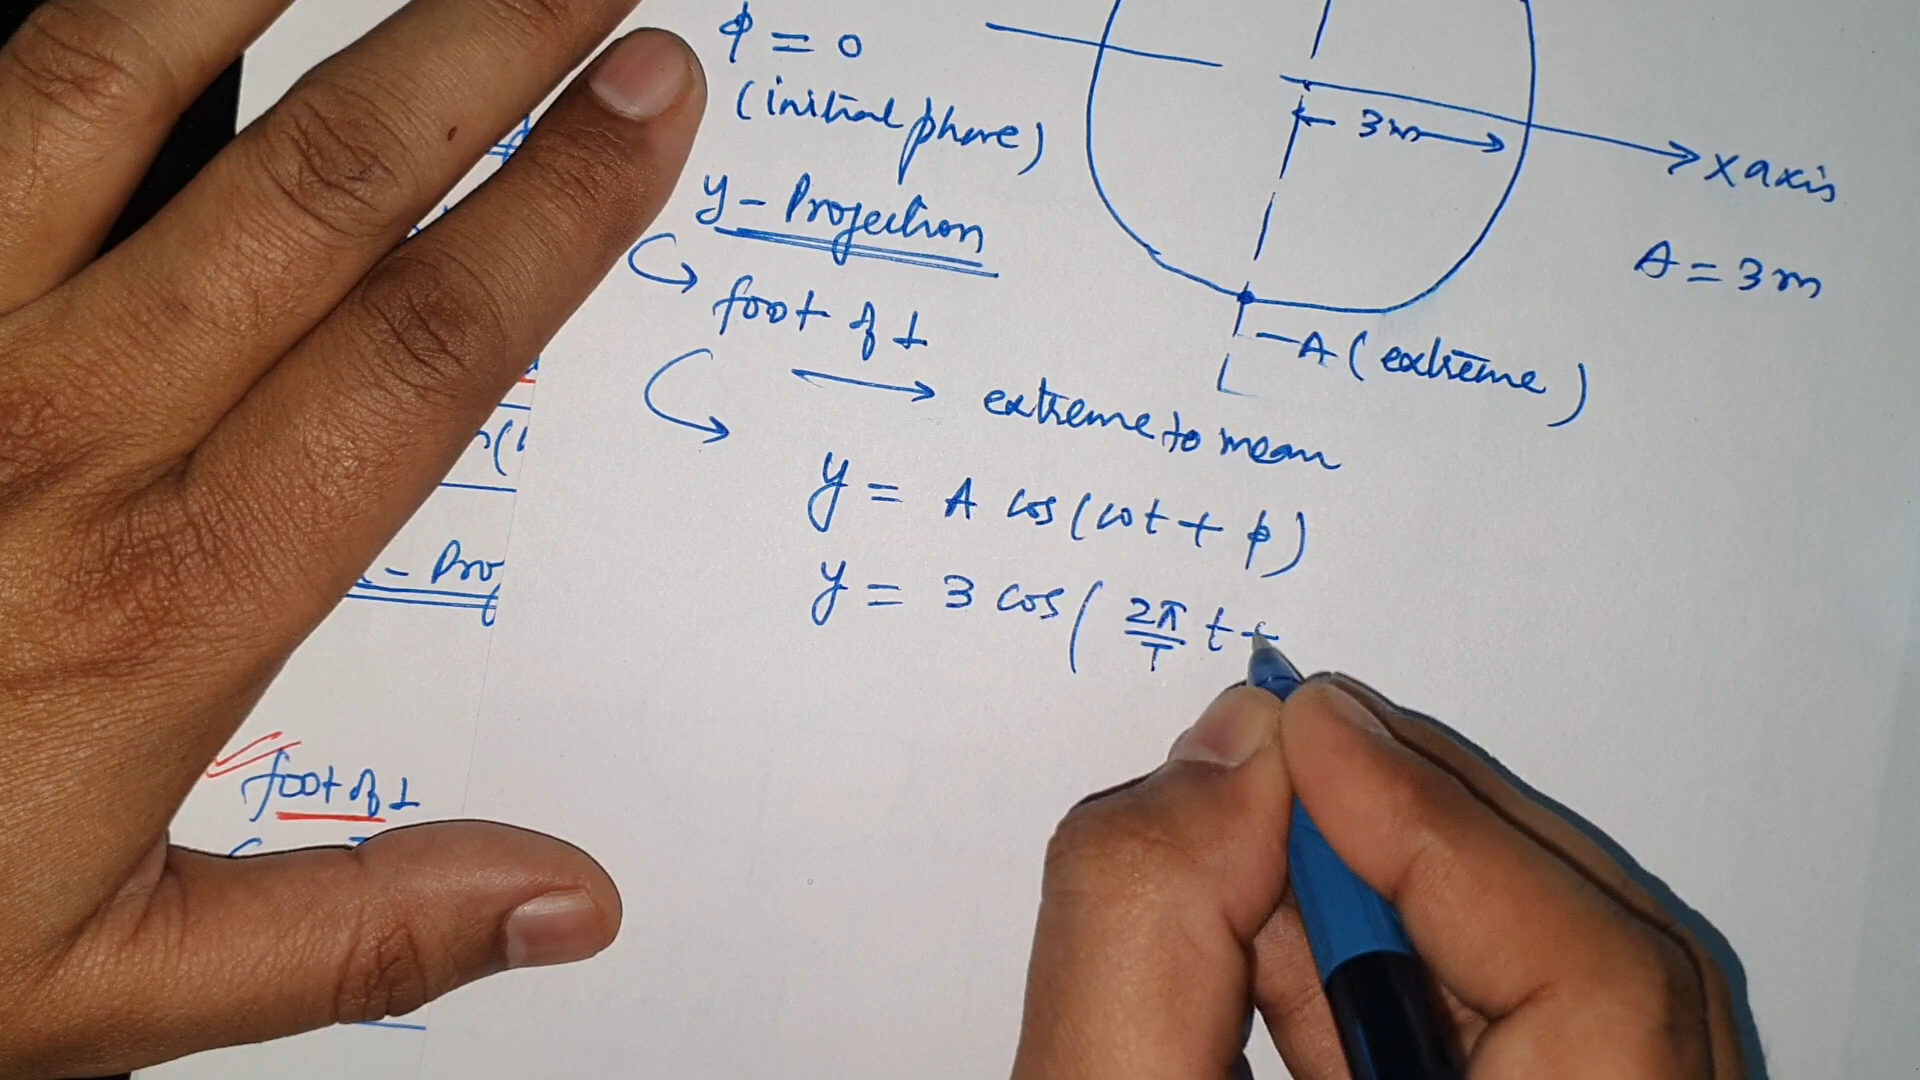 ϕ = 0
(initial phase)
3m
x axis
A = 3m
y - Projection
foot of ⊥
-A (extreme)
→ extreme to mean
y = A cos(ωt + ϕ)
y = 3 cos( 2π/T t +
- Pro
foot of ⊥